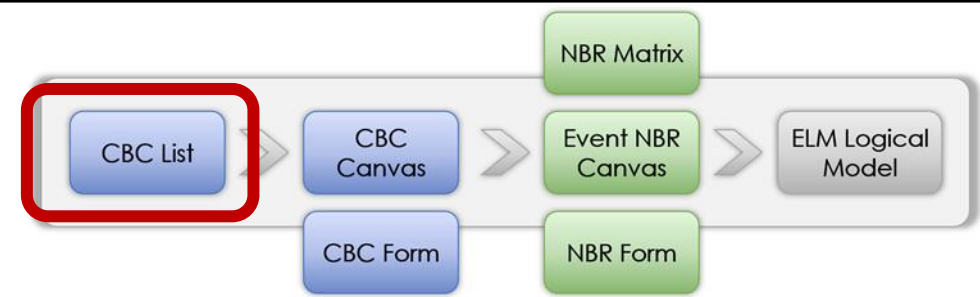 NBR Matrix
CBC List
CBC
Canvas
Event NBR
Canvas
ELM Logical
Model
CBC Form
NBR Form